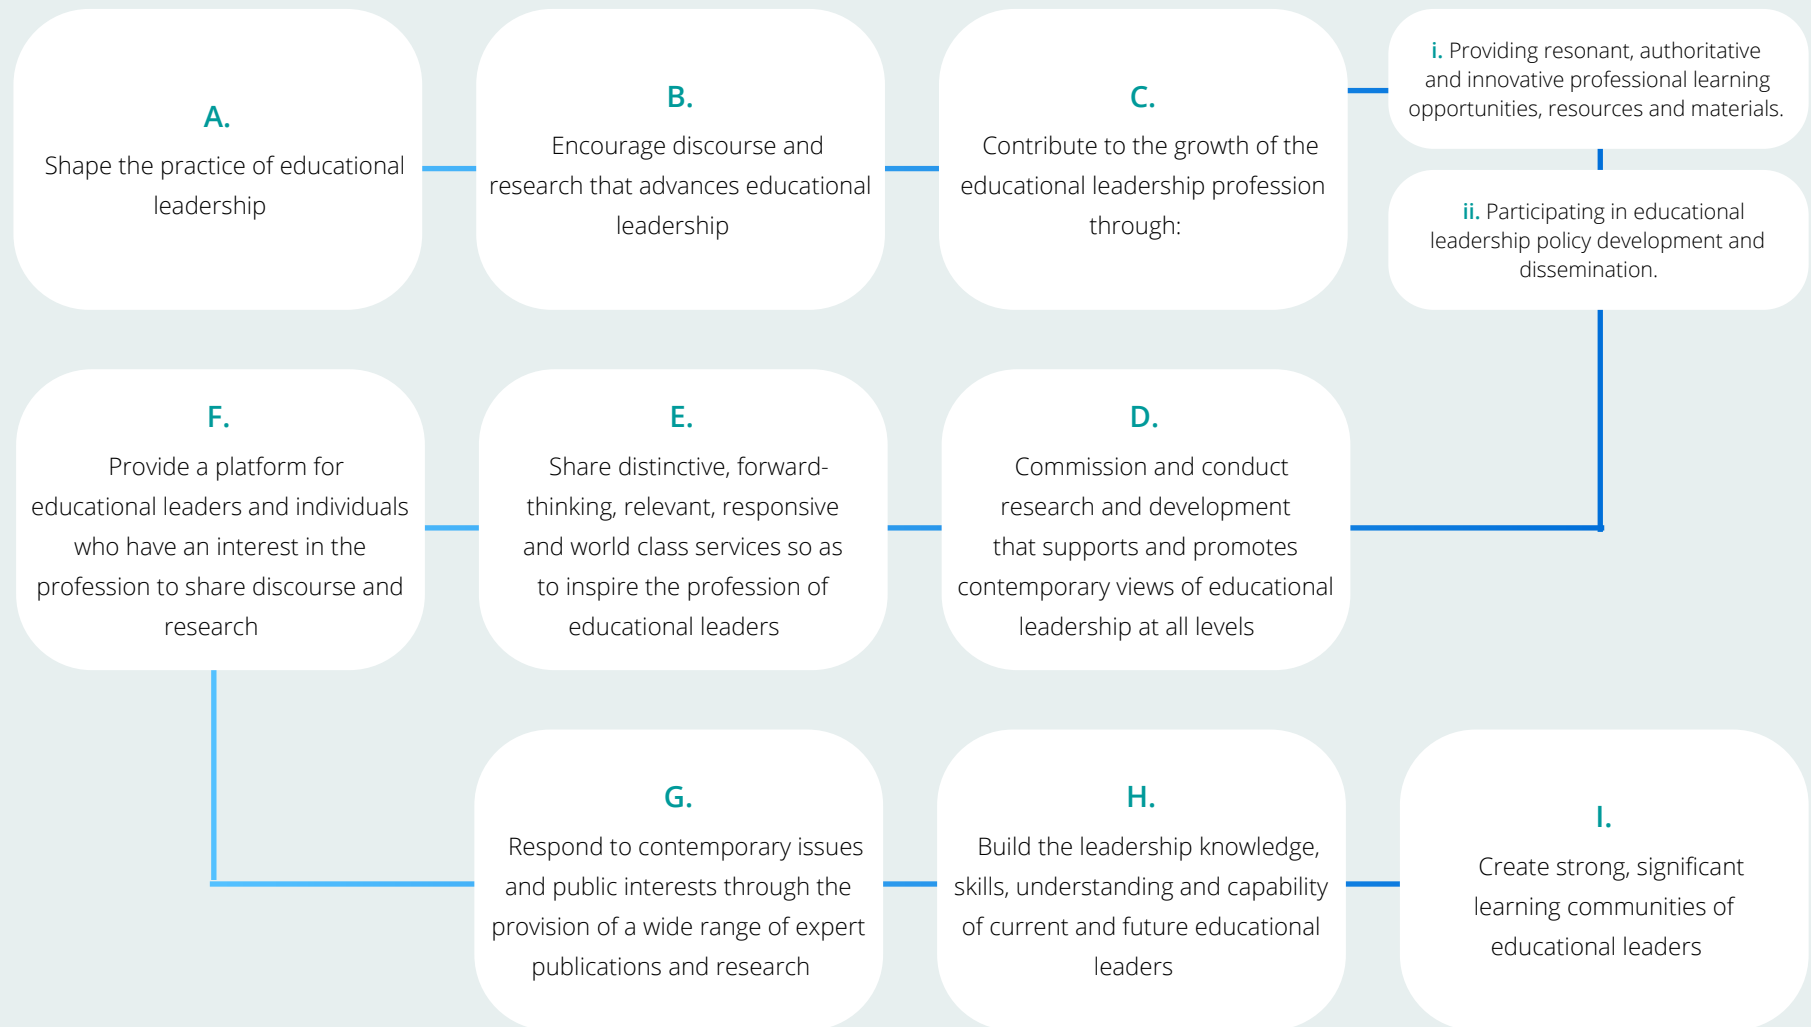 A.
Shape the practice of educational
leadership
B.
Encourage discourse and
research that advances educational
leadership
C.
Contribute to the growth of the
educational leadership profession
through:
i. Providing resonant, authoritative
and innovative professional learning
opportunities, resources and materials.
ii. Participating in educational
leadership policy development and
dissemination.
D.
Commission and conduct
research and development
that supports and promotes
contemporary views of educational
leadership at all levels
E.
Share distinctive, forward-
thinking, relevant, responsive
and world class services so as
to inspire the profession of
educational leaders
F.
Provide a platform for
educational leaders and individuals
who have an interest in the
profession to share discourse and
research
G.
Respond to contemporary issues
and public interests through the
provision of a wide range of expert
publications and research
H.
Build the leadership knowledge,
skills, understanding and capability
of current and future educational
leaders
I.
Create strong, significant
learning communities of
educational leaders